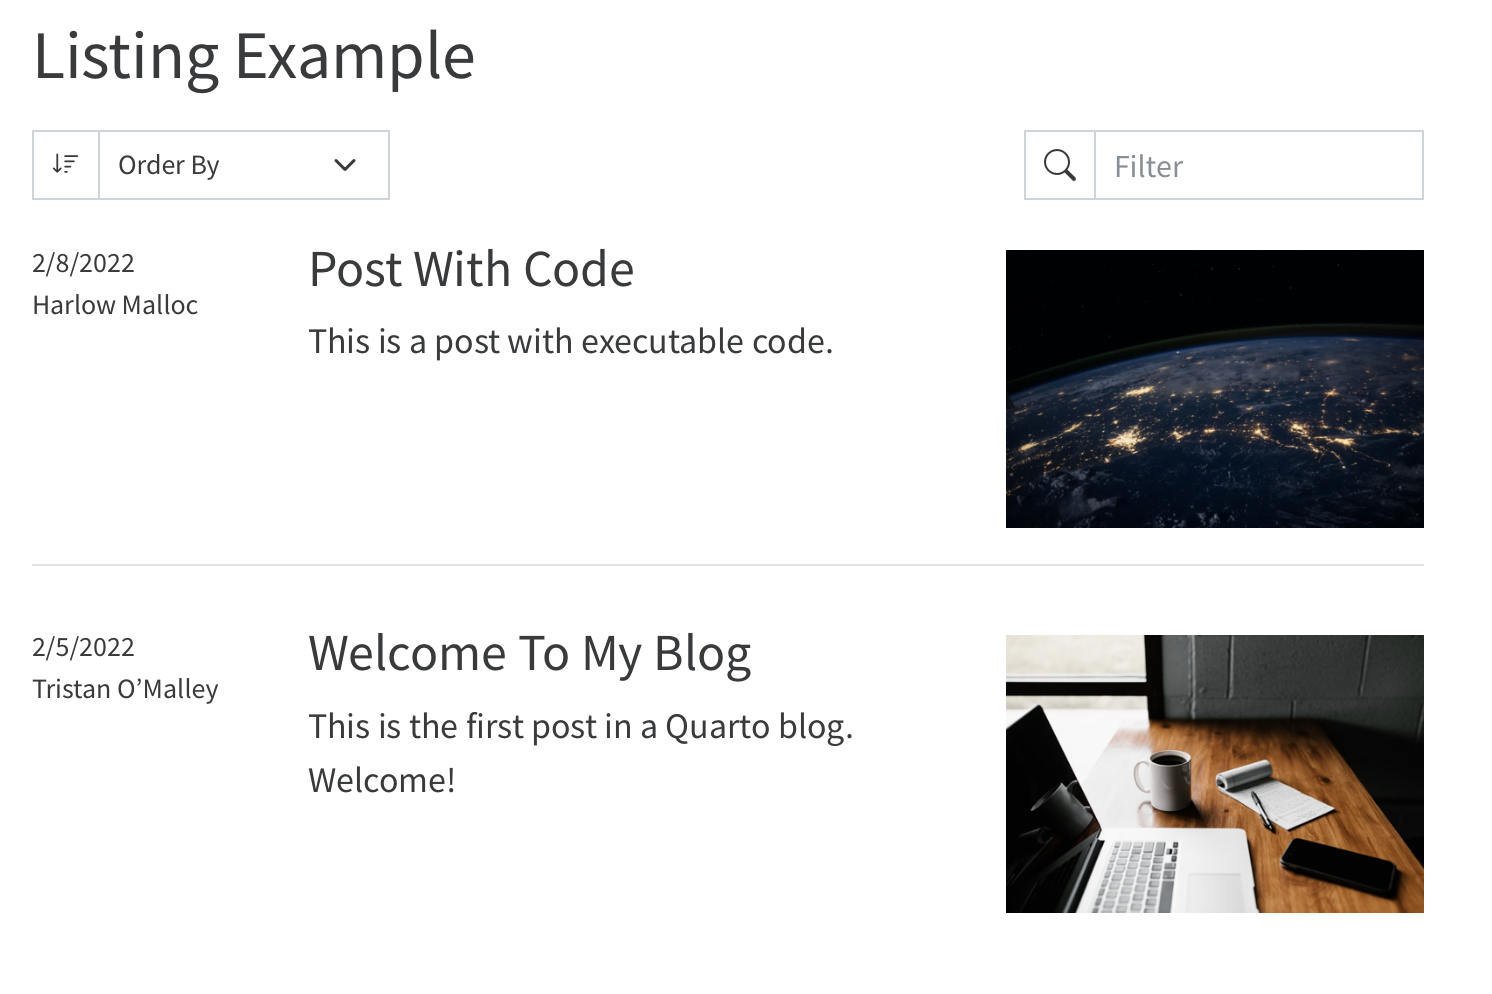 Listing Example
Order By
Filter
2/8/2022
Harlow Malloc
Post With Code
This is a post with executable code.
2/5/2022
Tristan O’Malley
Welcome To My Blog
This is the first post in a Quarto blog.
Welcome!